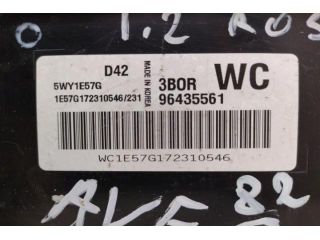 1.2 ROS
D42
5WY1E57G
1E57G172310546/231
MADE IN KOREA
3BOR
WC
96435561
WC1E57G172310546
AVE 82